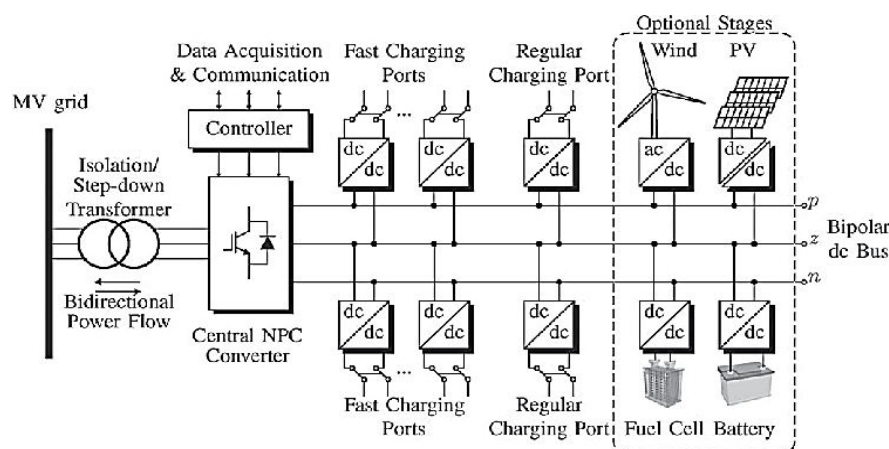 Optional Stages
Data Acquisition
& Communication
Fast Charging
Ports
Regular
Charging Port
Wind
PV
MV grid
Controller
...
dc
dc
dc
dc
dc
dc
ac
dc
dc
dc
Isolation/
Step-down
Transformer
p
z
n
Bipolar
dc Bus
Bidirectional
Power Flow
Central NPC
Converter
dc
dc
dc
dc
dc
dc
dc
dc
dc
dc
...
Fast Charging
Ports
Regular
Charging Port
Fuel Cell
Battery